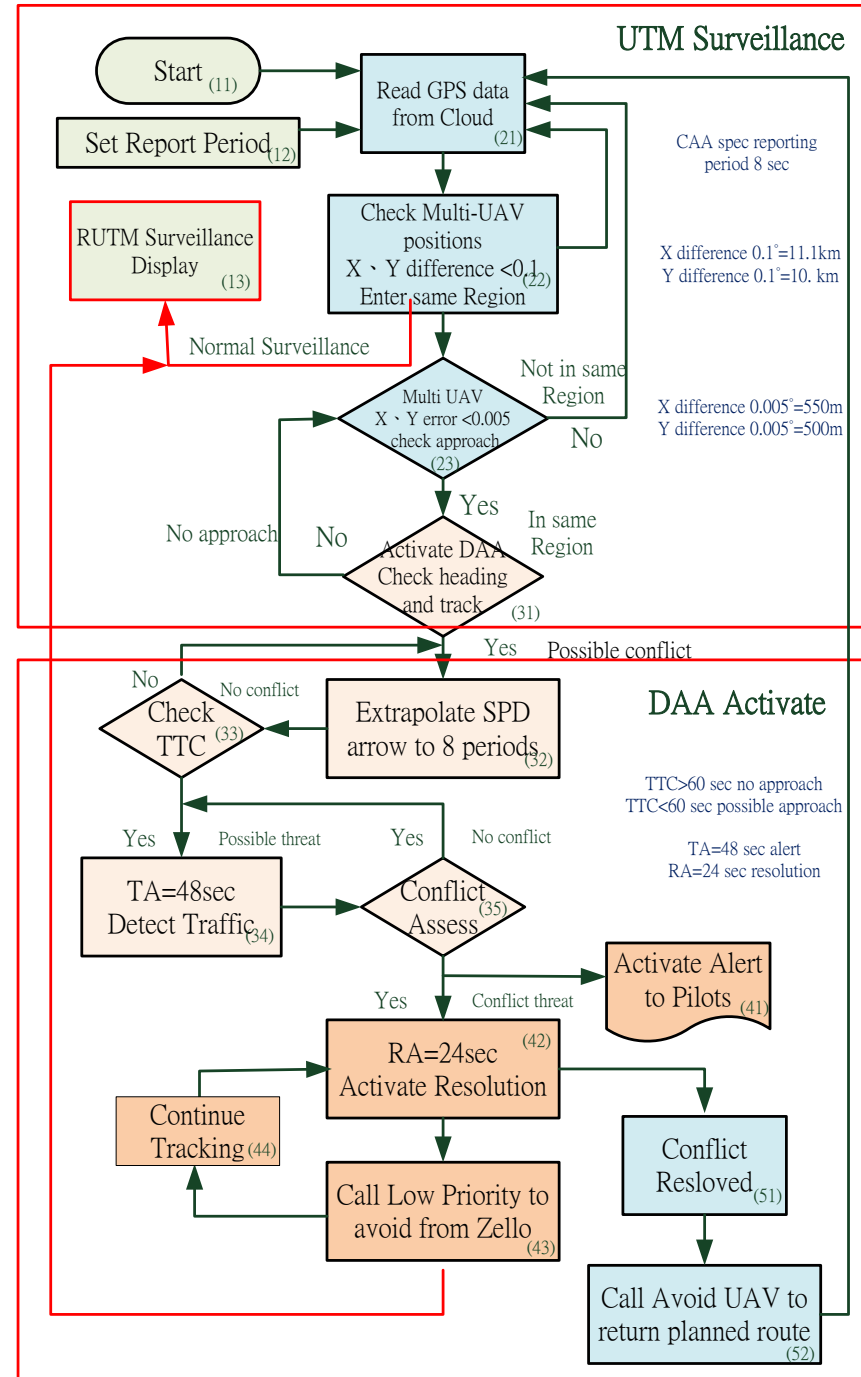 UTM Surveillance
Start
(11)
Read GPS data
from Cloud
(21)
Set Report Period
(12)
CAA spec reporting
period 8 sec
Check Multi-UAV
positions
X、Y difference <0.1
Enter same Region
(22)
RUTM Surveillance
Display
(13)
X difference 0.1°=11.1km
Y difference 0.1°=10. km
Normal Surveillance
Not in same
Region
No
Multi UAV
X、Y error <0.005
check approach
(23)
X difference 0.005°=550m
Y difference 0.005°=500m
Yes
In same
Region
No approach
No
Activate DAA
Check heading
and track
(31)
Yes
Possible conflict
DAA Activate
No
No conflict
Check
TTC
(33)
Extrapolate SPD
arrow to 8 periods
(32)
TTC>60 sec no approach
TTC<60 sec possible approach
TA=48 sec alert
RA=24 sec resolution
Yes
Possible threat
Yes
No conflict
TA=48sec
Detect Traffic
(34)
Conflict
Assess
(35)
Activate Alert
to Pilots
(41)
Yes
Conflict threat
RA=24sec
Activate Resolution
(42)
Continue
Tracking
(44)
Conflict
Resloved
(51)
Call Low Priority to
avoid from Zello
(43)
Call Avoid UAV to
return planned route
(52)